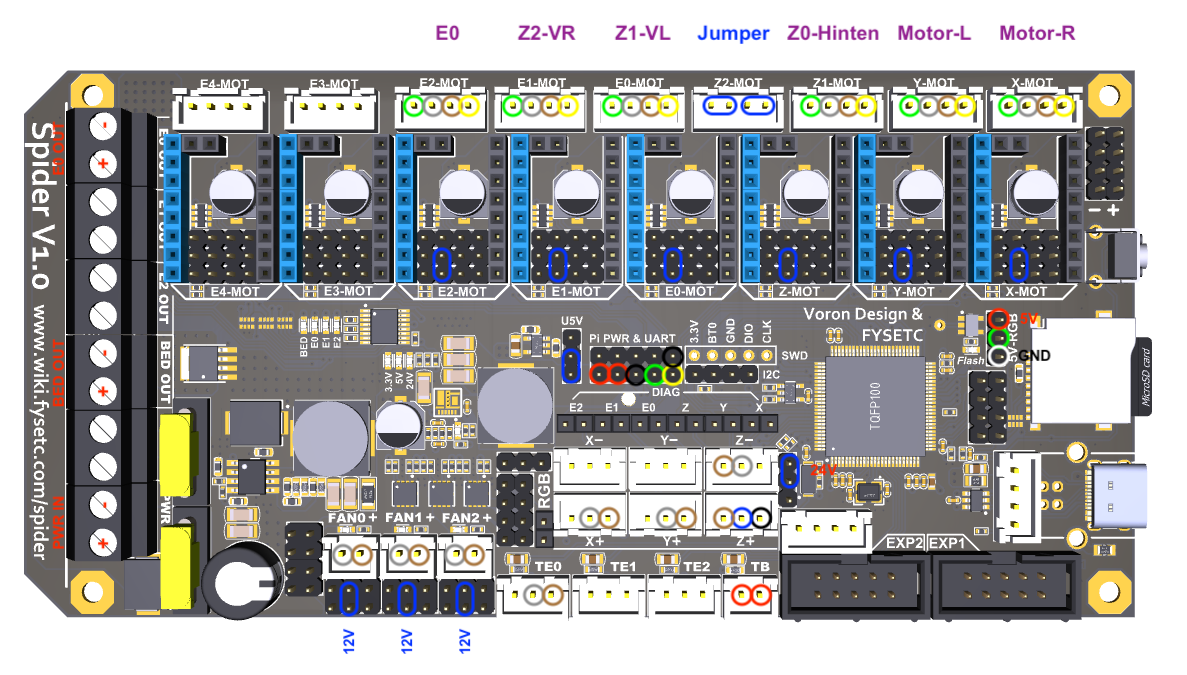 E0 Z2-VR Z1-VL Jumper Z0-Hinten Motor-L Motor-R
E4-MOT E3-MOT E2-MOT E1-MOT E0-MOT Z2-MOT Z1-MOT Y-MOT X-MOT
- +
E4-MOT E3-MOT E2-MOT E1-MOT E0-MOT Z-MOT Y-MOT X-MOT
Spider V1.0 www.wiki.fysetc.com/spider
E0 OUT
E1 OUT
E2 OUT
BED OUT
PWR
- +
- +
- +
Voron Design &
FYSETC
U5V
Pi PWR & UART
3.3V BT0 GND DIO CLK
SWD
I2C
DIAG
E2 E1 E0 Z Y X
BED E0 E1 E2
3.3V 5V 24V
5V
5V-RGB
GND
Flash
MicroSD card
TQFP100
X- Y- Z-
24V
RGB
FAN0 + FAN1 + FAN2 +
X+ Y+ Z+
EXP2 EXP1
TE0 TE1 TE2 TB
12V 12V 12V